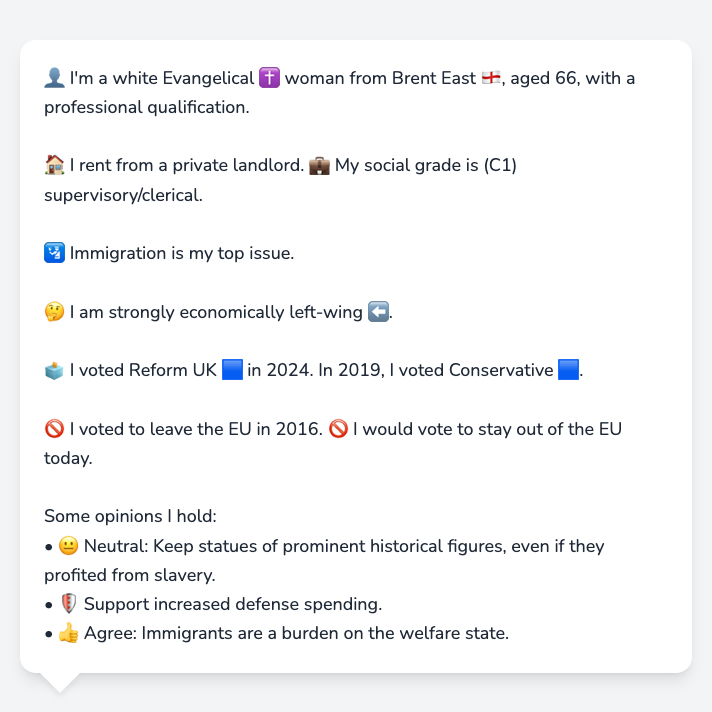 👤 I'm a white Evangelical ✝️ woman from Brent East 🏴󠁧󠁢󠁥󠁮󠁧󠁿, aged 66, with a
professional qualification.
🏠 I rent from a private landlord. 💼 My social grade is (C1)
supervisory/clerical.
🛂 Immigration is my top issue.
🤔 I am strongly economically left-wing ⬅️.
🗳️ I voted Reform UK 🟦 in 2024. In 2019, I voted Conservative 🟦.
🚫 I voted to leave the EU in 2016. 🚫 I would vote to stay out of the EU
today.
Some opinions I hold:
• 😐 Neutral: Keep statues of prominent historical figures, even if they
profited from slavery.
• 🛡️ Support increased defense spending.
• 👍 Agree: Immigrants are a burden on the welfare state.